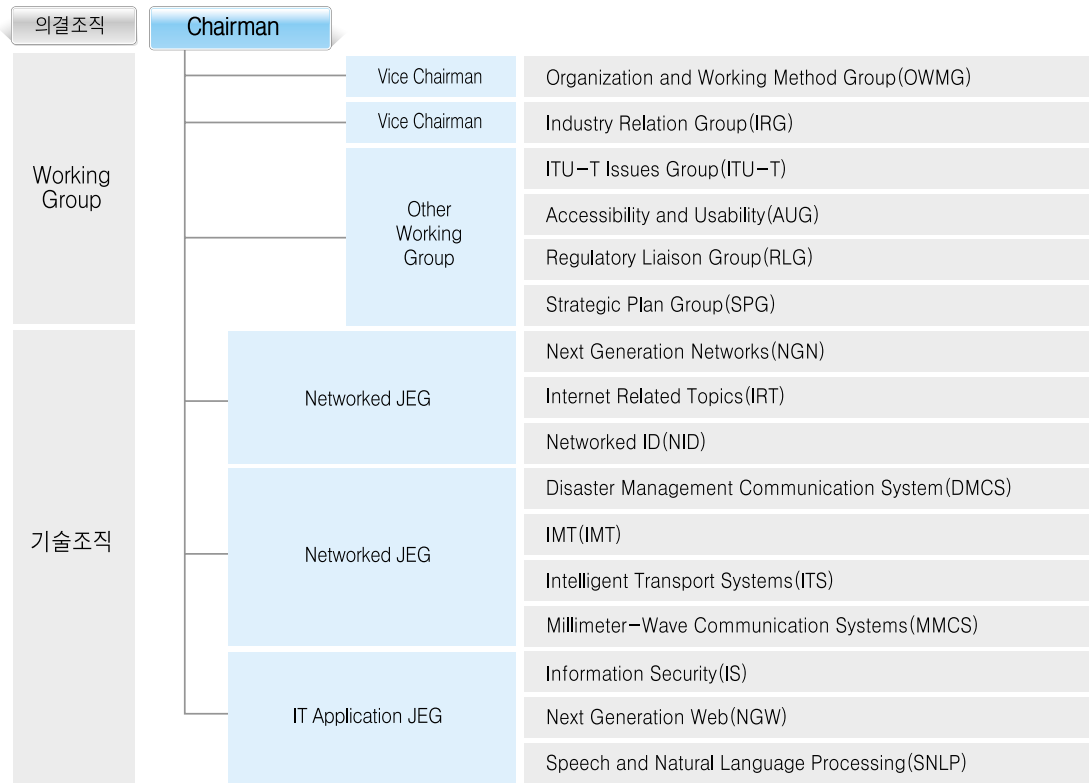 의결조직
Chairman
Working
Group
Vice Chairman
Organization and Working Method Group(OWMG)
Vice Chairman
Industry Relation Group(IRG)
Other
Working
Group
ITU-T Issues Group(ITU-T)
Accessibility and Usability(AUG)
Regulatory Liaison Group(RLG)
Strategic Plan Group(SPG)
기술조직
Networked JEG
Next Generation Networks(NGN)
Internet Related Topics(IRT)
Networked ID(NID)
Networked JEG
Disaster Management Communication System(DMCS)
IMT(IMT)
Intelligent Transport Systems(ITS)
Millimeter-Wave Communication Systems(MMCS)
IT Application JEG
Information Security(IS)
Next Generation Web(NGW)
Speech and Natural Language Processing(SNLP)